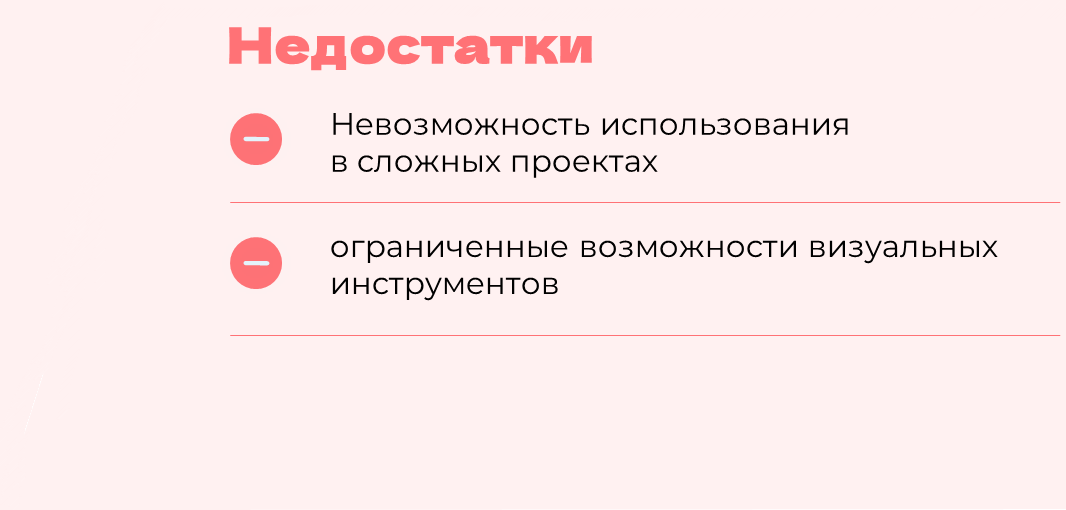 Недостатки
Невозможность использования
в сложных проектах
ограниченные возможности визуальных
инструментов